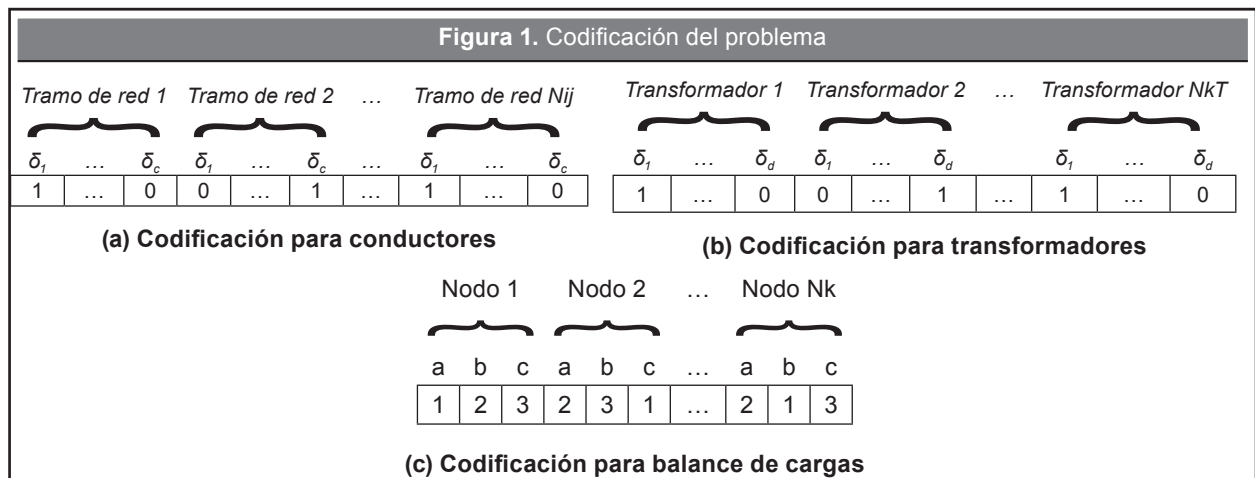 Figura 1. Codificación del problema
Tramo de red 1 Tramo de red 2 … Tramo de red Nij
δ1 … δc δ1 … δc … δ1 … δc
1 … 0 0 … 1 … 1 … 0
(a) Codificación para conductores
Transformador 1 Transformador 2 … Transformador NkT
δ1 … δd δ1 … δd δ1 … δd
1 … 0 0 … 1 … 1 … 0
(b) Codificación para transformadores
Nodo 1 Nodo 2 … Nodo Nk
a b c a b c … a b c
1 2 3 2 3 1 … 2 1 3
(c) Codificación para balance de cargas